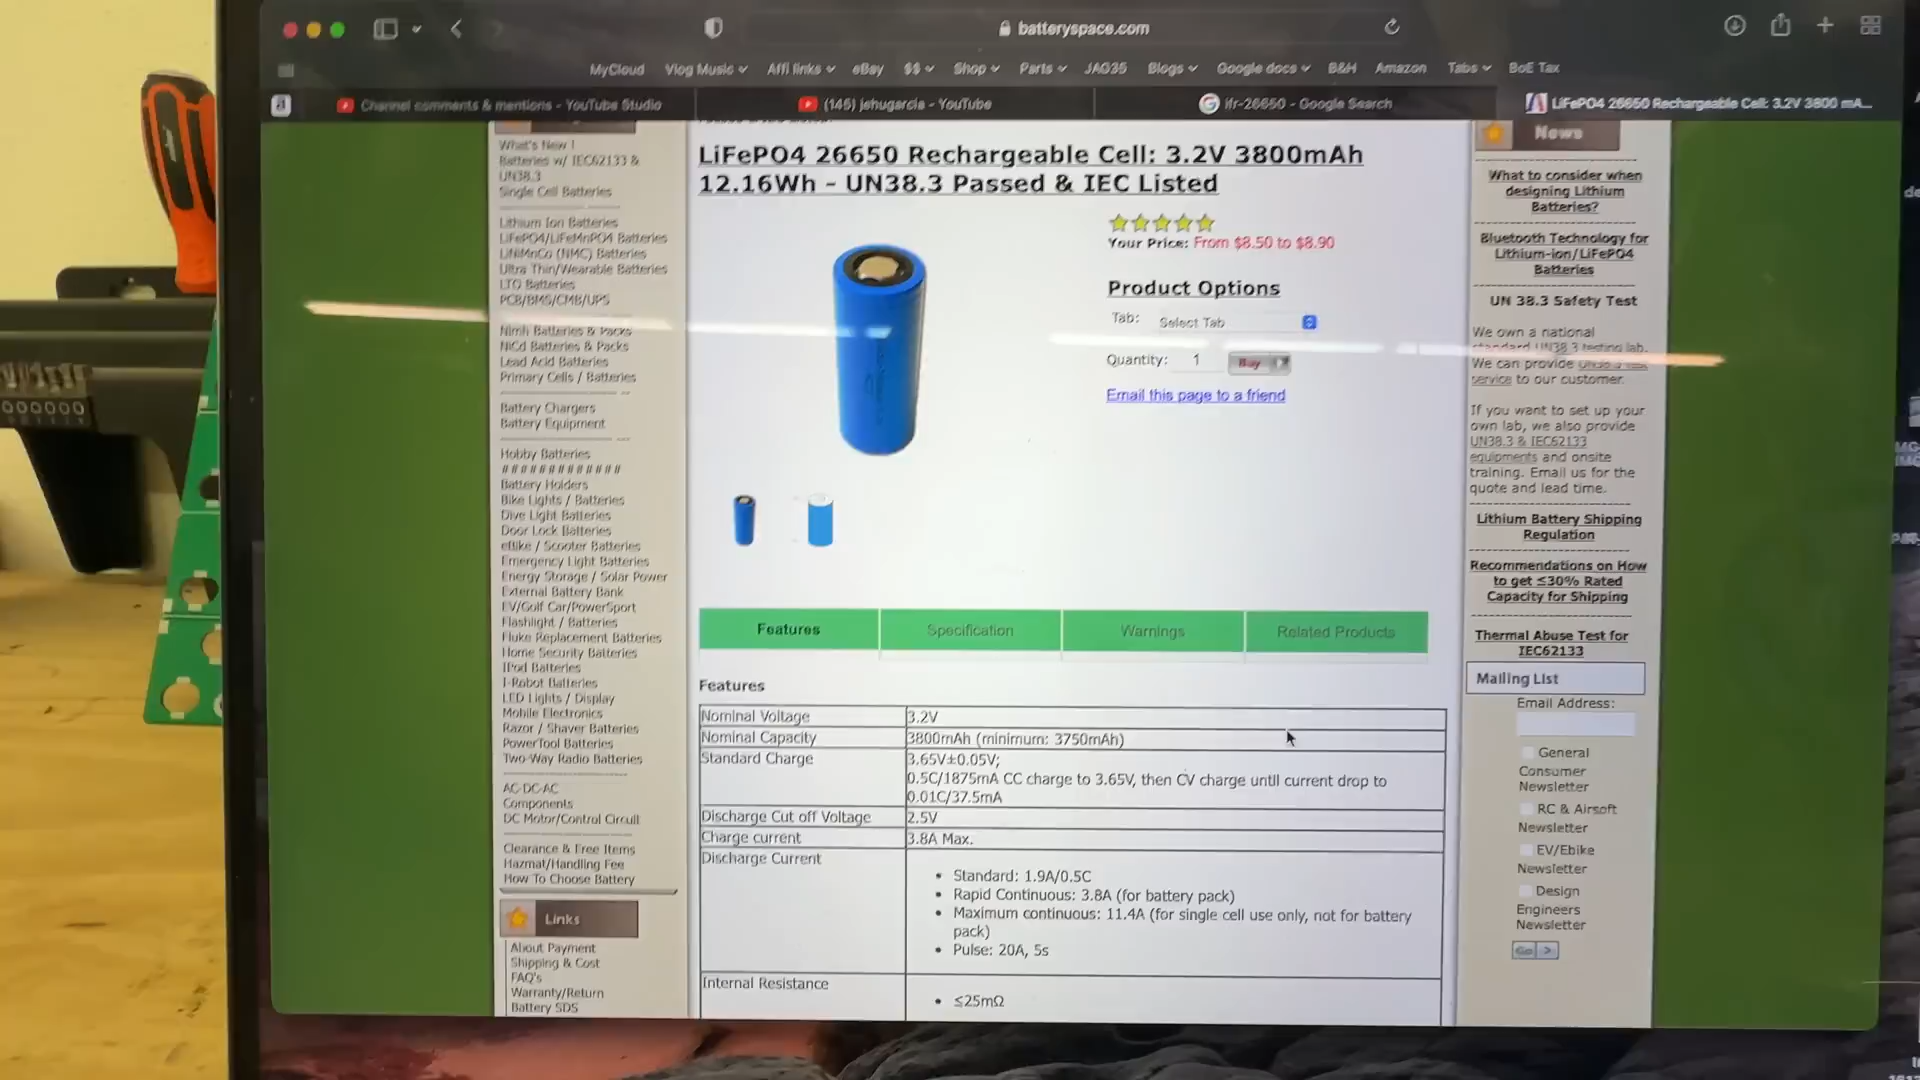 batteryspace.com
MyCloud Vlog Music Affi links eBay $$ Shop Parts JAG35 Blogs Google docs B&H Amazon Tabs BoE Tax
a Channel comments & mentions - YouTube Studio (145) jehugarcia - YouTube ifr-26650 - Google Search LiFePO4 26650 Rechargeable Cell: 3.2V 3800 mA...
What's New !
Batteries w/ IEC62133 &
UN38.3
Single Cell Batteries
Lithium Ion Batteries
LiFePO4/LiFeMnPO4 Batteries
LiNiMnCo (NMC) Batteries
Ultra Thin/Wearable Batteries
LTO Batteries
PCB/BMS/CMB/UPS
Nimh Batteries & Packs
NiCd Batteries & Packs
Lead Acid Batteries
Primary Cells / Batteries
Battery Chargers
Battery Equipment
Hobby Batteries
#############
Battery Holders
Bike Lights / Batteries
Dive Light Batteries
Door Lock Batteries
eBike / Scooter Batteries
Emergency Light Batteries
Energy Storage / Solar Power
External Battery Bank
EV/Golf Car/PowerSport
Flashlight / Batteries
Fluke Replacement Batteries
Home Security Batteries
IPod Batteries
I-Robot Batteries
LED Lights / Display
Mobile Electronics
Razor / Shaver Batteries
PowerTool Batteries
Two-Way Radio Batteries
AC-DC-AC
Components
DC Motor/Control Circuit
Clearance & Free Items
Hazmat/Handling Fee
How To Choose Battery
Links
About Payment
Shipping & Cost
FAQ's
Warranty/Return
Battery SDS
LiFePO4 26650 Rechargeable Cell: 3.2V 3800mAh
12.16Wh - UN38.3 Passed & IEC Listed
Your Price: From $8.50 to $8.90
Product Options
Tab: Select Tab
Quantity: 1 Buy
Email this page to a friend
Features Specification Warnings Related Products
Features
Nominal Voltage 3.2V
Nominal Capacity 3800mAh (minimum: 3750mAh)
Standard Charge 3.65V±0.05V;
0.5C/1875mA CC charge to 3.65V, then CV charge until current drop to
0.01C/37.5mA
Discharge Cut off Voltage 2.5V
Charge current 3.8A Max.
Discharge Current
• Standard: 1.9A/0.5C
• Rapid Continuous: 3.8A (for battery pack)
• Maximum continuous: 11.4A (for single cell use only, not for battery
pack)
• Pulse: 20A, 5s
Internal Resistance
• ≤25mΩ
News
What to consider when
designing Lithium
Batteries?
Bluetooth Technology for
Lithium-ion/LiFePO4
Batteries
UN 38.3 Safety Test
We own a national
standard UN38.3 testing lab.
We can provide UN38.3 test
service to our customer.
If you want to set up your
own lab, we also provide
UN38.3 & IEC62133
equipments and onsite
training. Email us for the
quote and lead time.
Lithium Battery Shipping
Regulation
Recommendations on How
to get ≤30% Rated
Capacity for Shipping
Thermal Abuse Test for
IEC62133
Mailing List
Email Address:
General
Consumer
Newsletter
RC & Airsoft
Newsletter
EV/Ebike
Newsletter
Design
Engineers
Newsletter
Go >